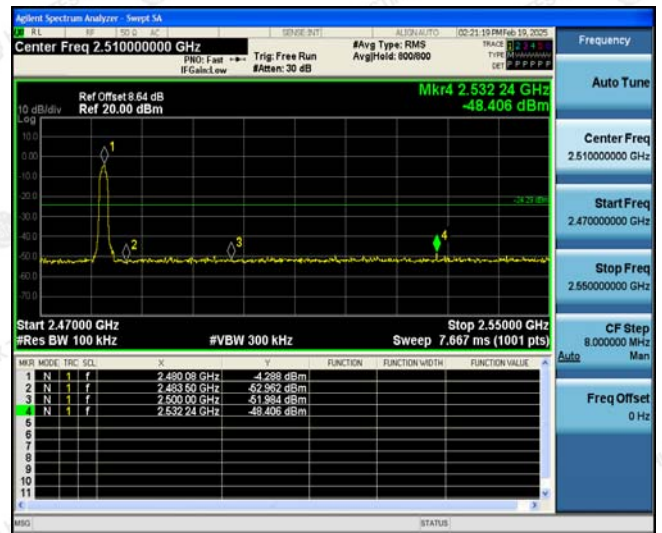 Agilent Spectrum Analyzer - Swept SA
RL RF 50 Ω AC SENSE:INT ALIGNAUTO 02:21:19 PM Feb 19, 2025
Center Freq 2.510000000 GHz
PNO: Fast
IFGain:Low
Trig: Free Run
#Atten: 30 dB
#Avg Type: RMS
Avg|Hold: 800/800
TRACE 1 2 3 4 5 6
TYPE M
DET P P P P P P
Ref Offset 8.64 dB
Ref 20.00 dBm
10 dB/div
Log
Mkr4 2.532 24 GHz
-48.406 dBm
10.0
0.00
-10.0
-20.0
-30.0
-40.0
-50.0
-60.0
-70.0
1
2
3
4
Start 2.47000 GHz
Stop 2.55000 GHz
#Res BW 100 kHz
#VBW 300 kHz
Sweep 7.667 ms (1001 pts)
MKR MODE TRC SCL X Y FUNCTION FUNCTION WIDTH FUNCTION VALUE
1 N 1 f 2.480 08 GHz -4.288 dBm
2 N 1 f 2.483 50 GHz -52.962 dBm
3 N 1 f 2.500 00 GHz -51.984 dBm
4 N 1 f 2.532 24 GHz -48.406 dBm
5
6
7
8
9
10
11
MSG
STATUS
Frequency
Auto Tune
Center Freq
2.510000000 GHz
Start Freq
2.470000000 GHz
Stop Freq
2.550000000 GHz
CF Step
8.000000 MHz
Auto Man
Freq Offset
0 Hz